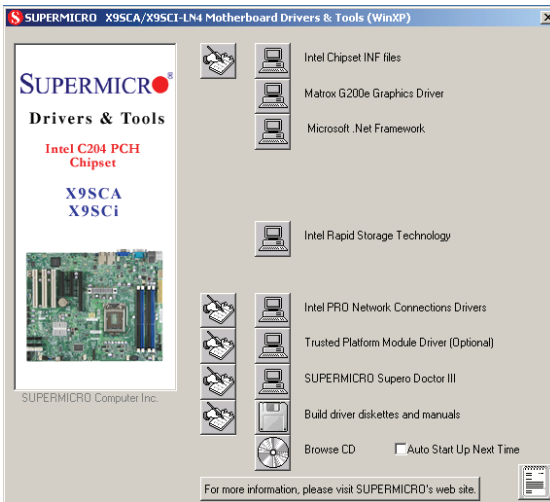 SUPERMICRO X9SCA/X9SCI-LN4 Motherboard Drivers & Tools (WinXP)
SUPERMICRO®
Drivers & Tools
Intel C204 PCH
Chipset
X9SCA
X9SCi
SUPERMICRO Computer Inc.
Intel Chipset INF files
Matrox G200e Graphics Driver
Microsoft .Net Framework
Intel Rapid Storage Technology
Intel PRO Network Connections Drivers
Trusted Platform Module Driver (Optional)
SUPERMICRO Supero Doctor III
Build driver diskettes and manuals
Browse CD
Auto Start Up Next Time
For more information, please visit SUPERMICRO's web site.